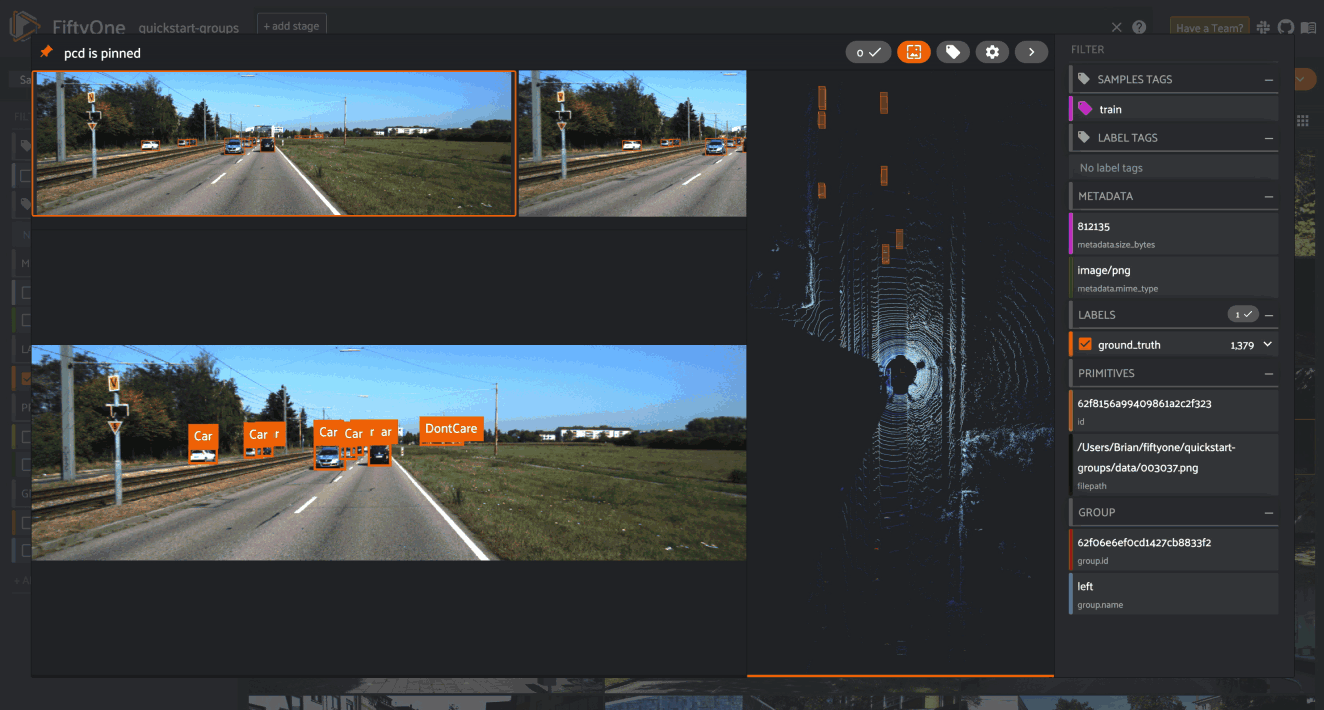 FiftyOne
quickstart-groups
+ add stage
Have a Team?
pcd is pinned
0
FILTER
SAMPLES TAGS
train
LABEL TAGS
No label tags
METADATA
812135
metadata.size_bytes
image/png
metadata.mime_type
LABELS
1
ground_truth
1,379
PRIMITIVES
62f8156a99409861a2c2f323
id
/Users/Brian/fiftyone/quickstart-
groups/data/003037.png
filepath
GROUP
62f06e6ef0cd1427cb8833f2
group.id
left
group.name
Car
Car r
Car Car r ar
DontCare